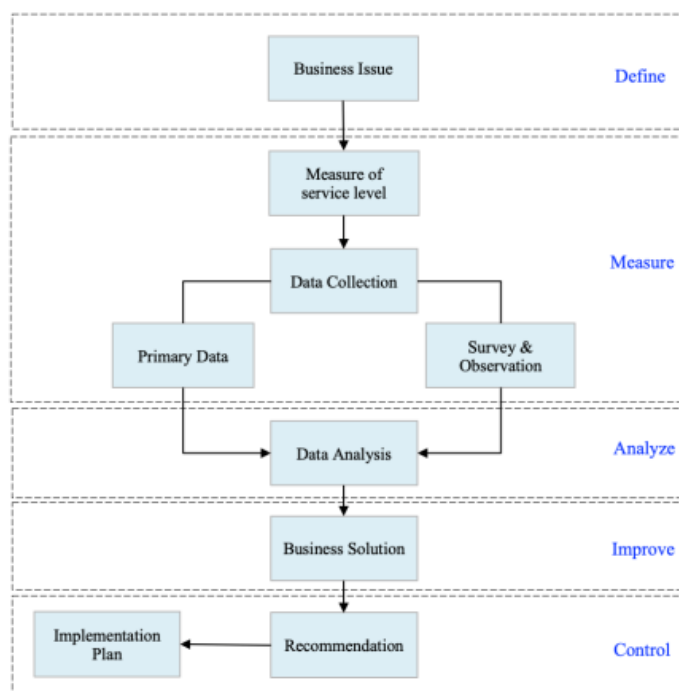 Business Issue
Define
Measure of
service level
Measure
Data Collection
Primary Data
Survey &
Observation
Data Analysis
Analyze
Business Solution
Improve
Implementation
Plan
Recommendation
Control